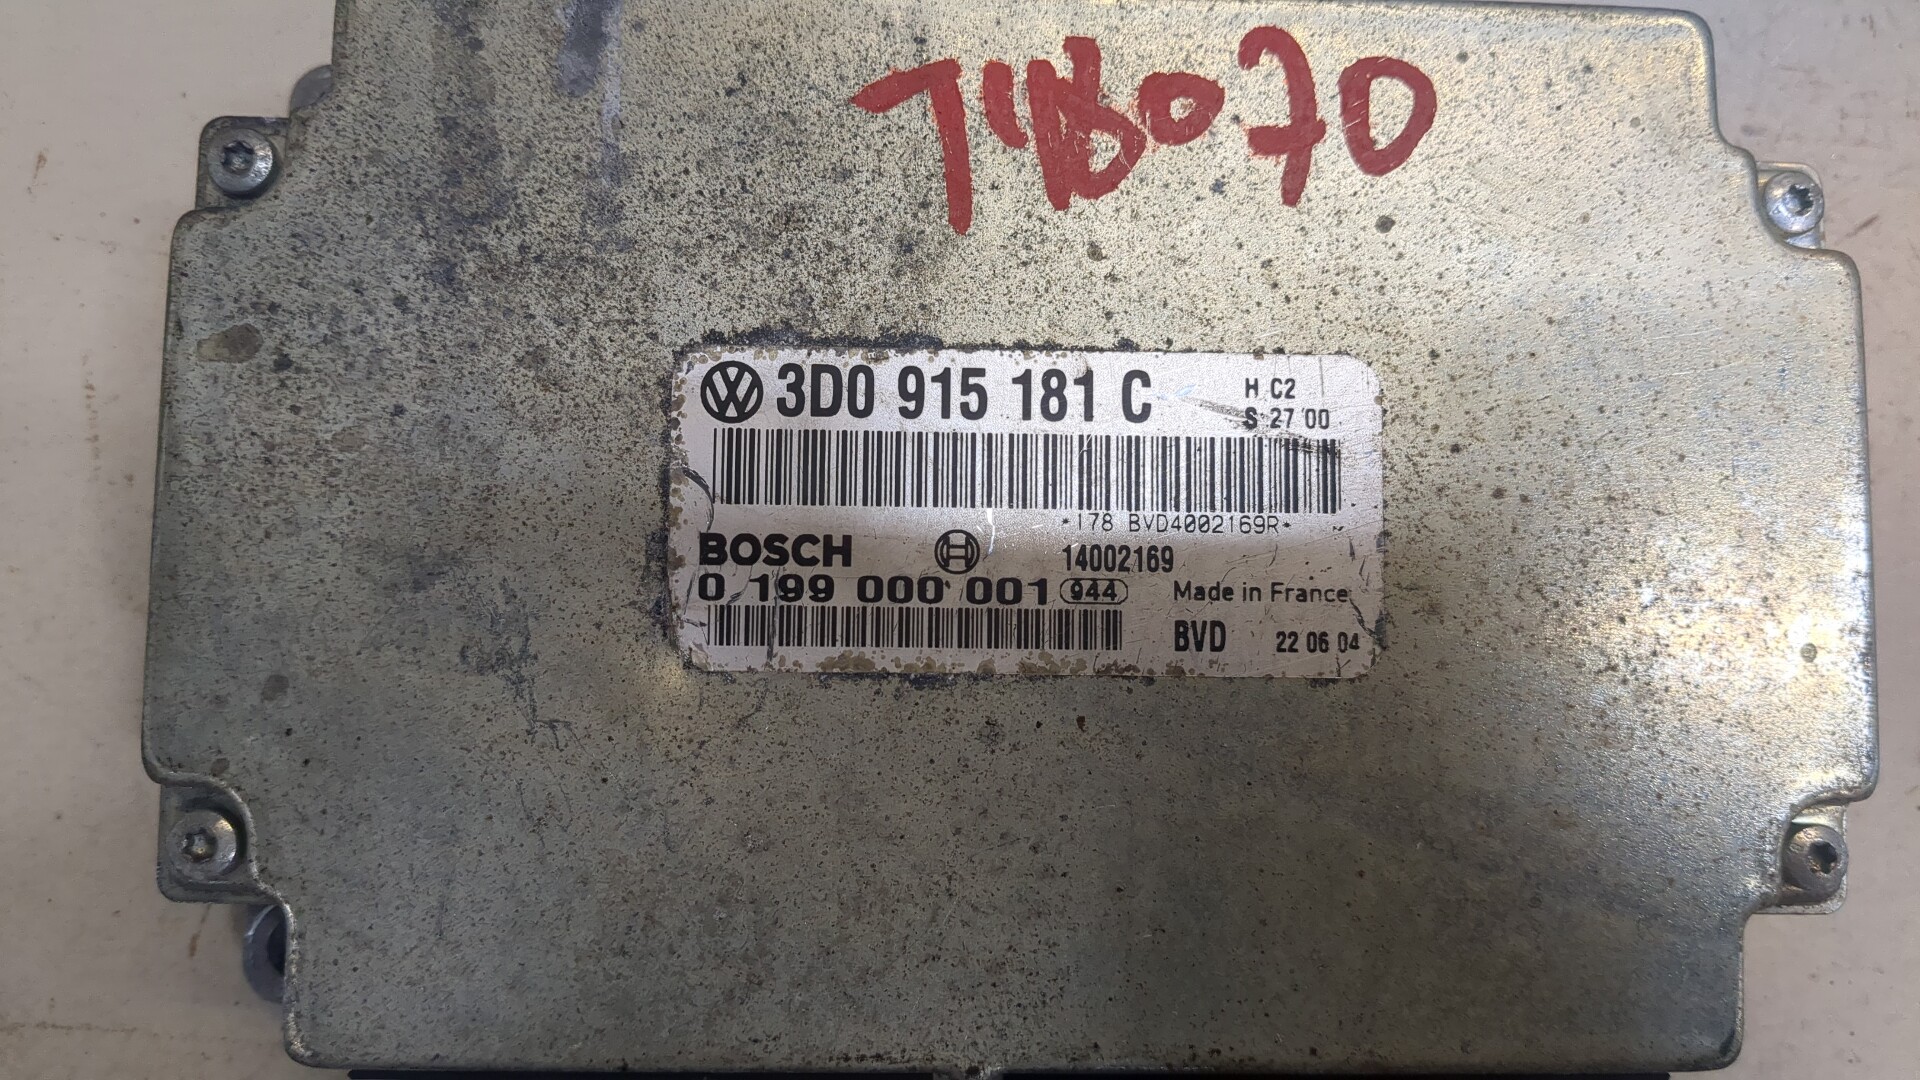 3D0 915 181 C
H C2
S 27 00
*178 BVD4002169R*
BOSCH
14002169
0 199 000 001 944
Made in France
BVD 22 06 04